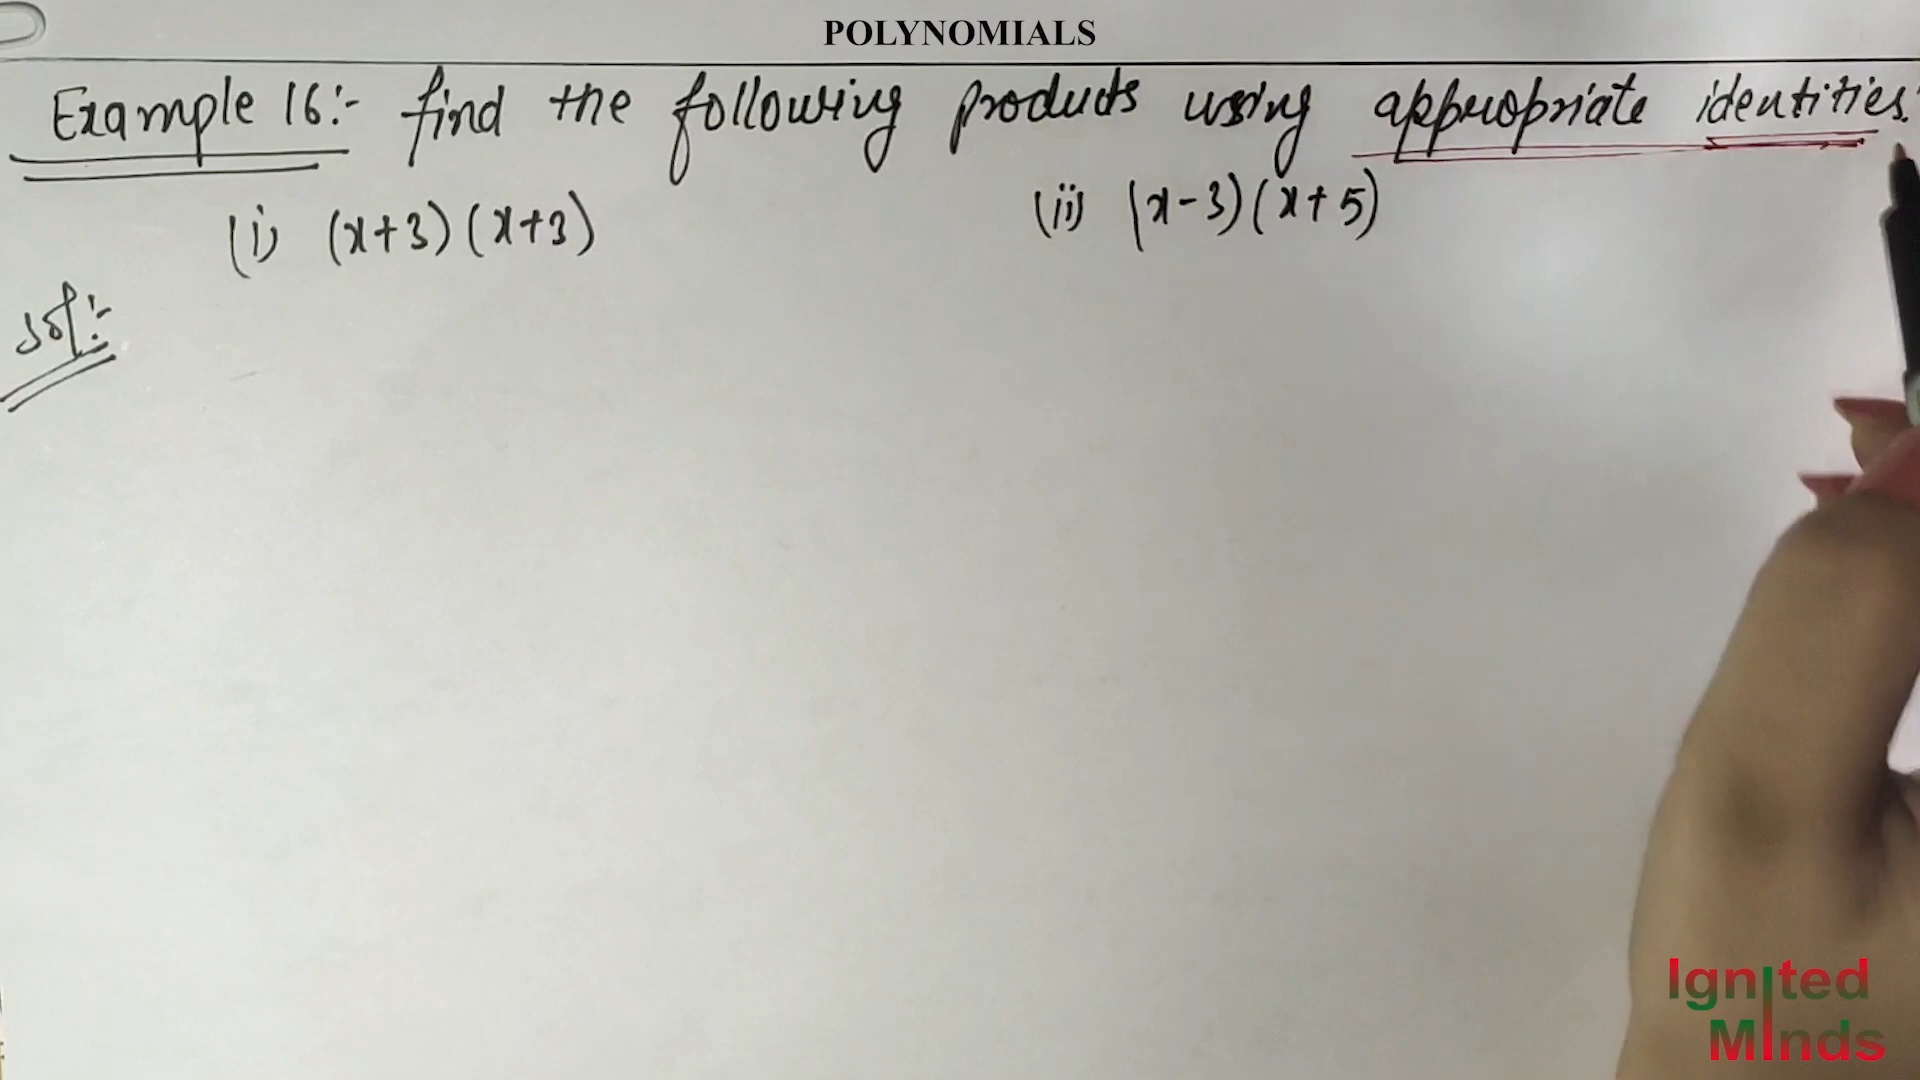 POLYNOMIALS
Example 16:- find the following products using appropriate identities.
(i) (x+3)(x+3) (ii) (x-3)(x+5)
Sol:-
Ignited
Minds